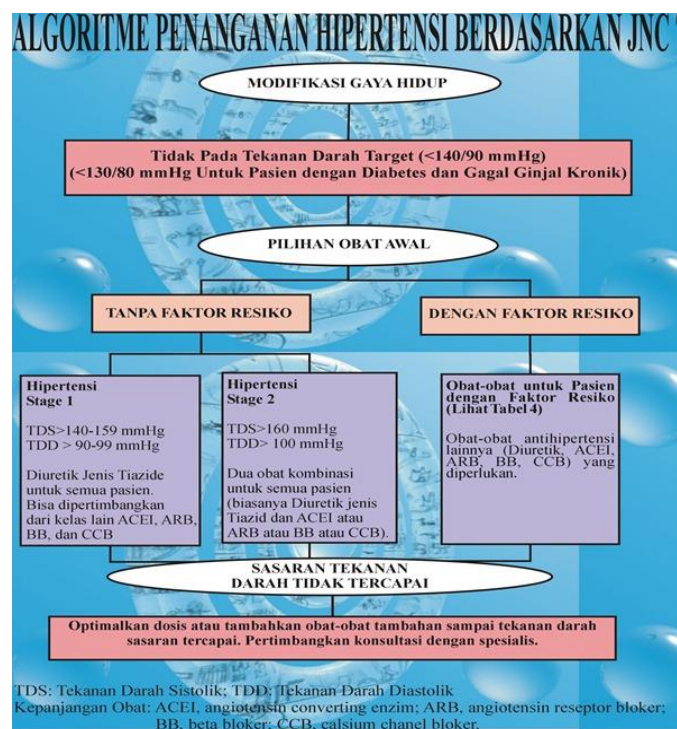 ALGORITME PENANGANAN HIPERTENSI BERDASARKAN JNC
MODIFIKASI GAYA HIDUP
Tidak Pada Tekanan Darah Target (<140/90 mmHg)
(<130/80 mmHg Untuk Pasien dengan Diabetes dan Gagal Ginjal Kronik)
PILIHAN OBAT AWAL
TANPA FAKTOR RESIKO
DENGAN FAKTOR RESIKO
Hipertensi
Stage 1
TDS>140-159 mmHg
TDD > 90-99 mmHg
Diuretik Jenis Tiazide
untuk semua pasien.
Bisa dipertimbangkan
dari kelas lain ACEI, ARB,
BB, dan CCB
Hipertensi
Stage 2
TDS>160 mmHg
TDD> 100 mmHg
Dua obat kombinasi
untuk semua pasien
(biasanya Diuretik jenis
Tiazid dan ACEI atau
ARB atau BB atau CCB).
Obat-obat untuk Pasien
dengan Faktor Resiko
(Lihat Tabel 4)
Obat-obat antihipertensi
lainnya (Diuretik, ACEI,
ARB, BB, CCB) yang
diperlukan.
SASARAN TEKANAN
DARAH TIDAK TERCAPAI
Optimalkan dosis atau tambahkan obat-obat tambahan sampai tekanan darah
sasaran tercapai. Pertimbangkan konsultasi dengan spesialis.
TDS: Tekanan Darah Sistolik; TDD: Tekanan Darah Diastolik
Kepanjangan Obat: ACEI, angiotensin converting enzim; ARB, angiotensin reseptor bloker;
BB, beta bloker; CCB, calsium chanel bloker.